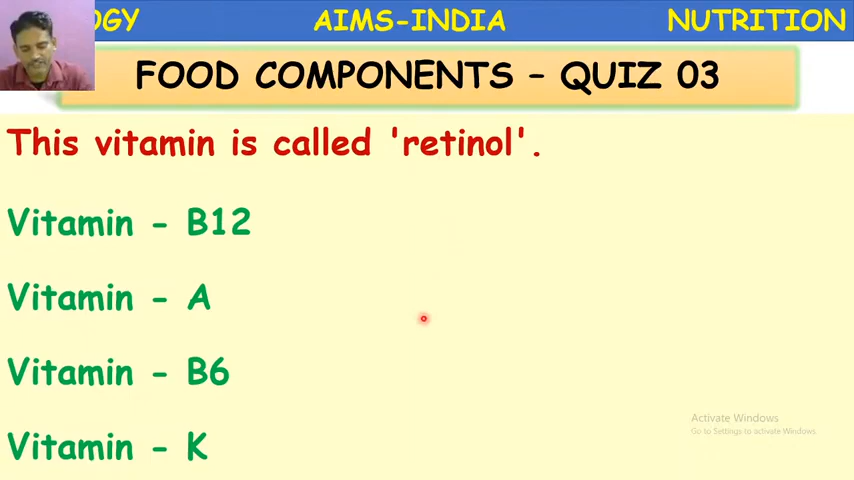 OGY AIMS-INDIA NUTRITION
FOOD COMPONENTS - QUIZ 03
This vitamin is called 'retinol'.
Vitamin - B12
Vitamin - A
Vitamin - B6
Vitamin - K
Activate Windows
Go to Settings to activate Windows.